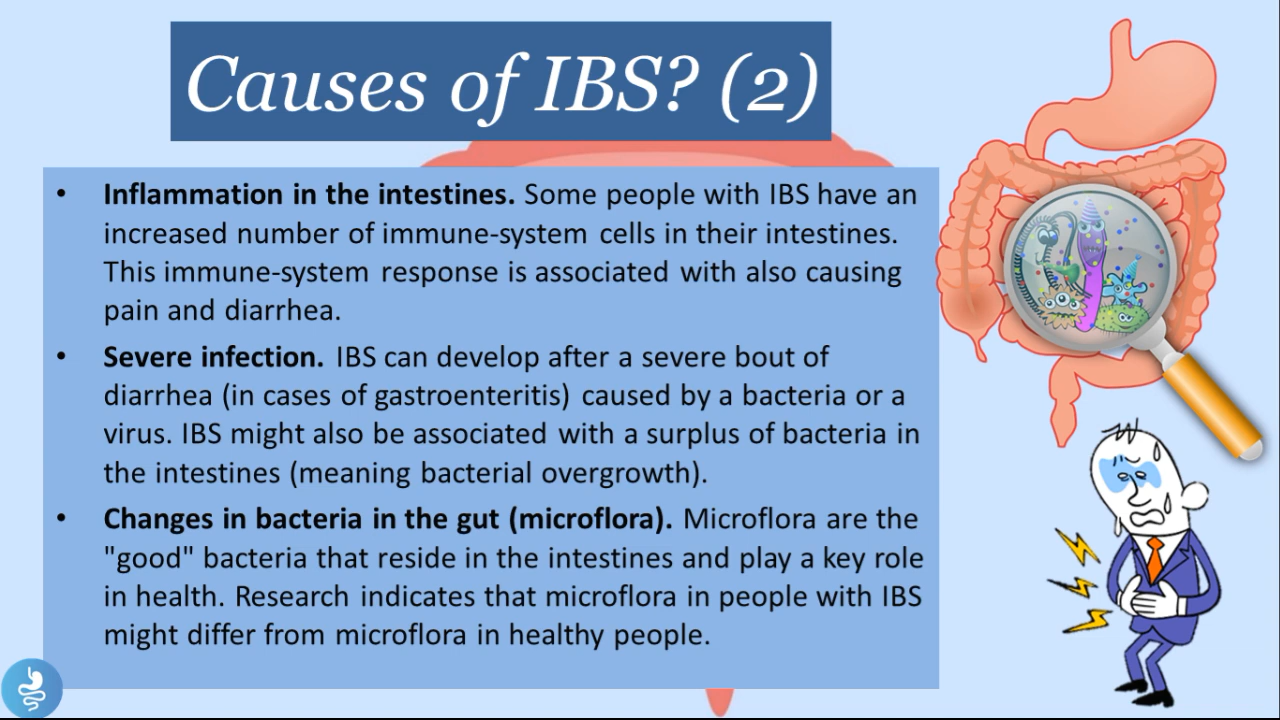 Causes of IBS? (2)
• Inflammation in the intestines. Some people with IBS have an
increased number of immune-system cells in their intestines.
This immune-system response is associated with also causing
pain and diarrhea.
• Severe infection. IBS can develop after a severe bout of
diarrhea (in cases of gastroenteritis) caused by a bacteria or a
virus. IBS might also be associated with a surplus of bacteria in
the intestines (meaning bacterial overgrowth).
• Changes in bacteria in the gut (microflora). Microflora are the
"good" bacteria that reside in the intestines and play a key role
in health. Research indicates that microflora in people with IBS
might differ from microflora in healthy people.